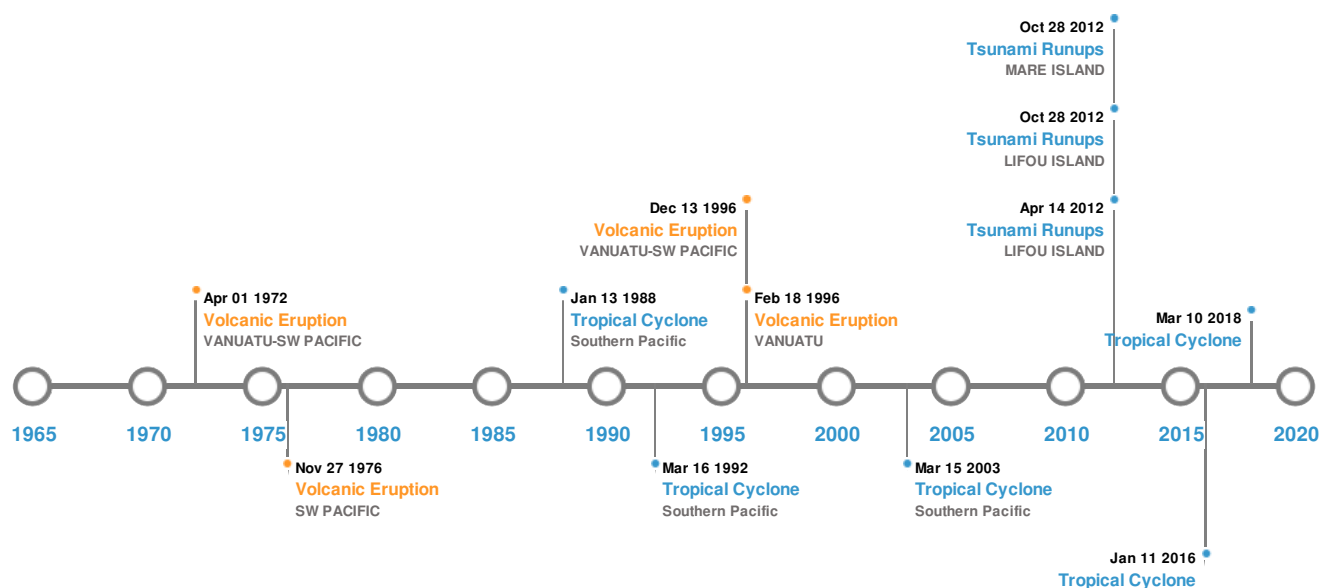 Oct 28 2012
Tsunami Runups
MARE ISLAND
Oct 28 2012
Tsunami Runups
LIFOU ISLAND
Dec 13 1996
Volcanic Eruption
VANUATU-SW PACIFIC
Apr 14 2012
Tsunami Runups
LIFOU ISLAND
Apr 01 1972
Volcanic Eruption
VANUATU-SW PACIFIC
Jan 13 1988
Tropical Cyclone
Southern Pacific
Feb 18 1996
Volcanic Eruption
VANUATU
Mar 10 2018
Tropical Cyclone
1965 1970 1975 1980 1985 1990 1995 2000 2005 2010 2015 2020
Nov 27 1976
Volcanic Eruption
SW PACIFIC
Mar 16 1992
Tropical Cyclone
Southern Pacific
Mar 15 2003
Tropical Cyclone
Southern Pacific
Jan 11 2016
Tropical Cyclone